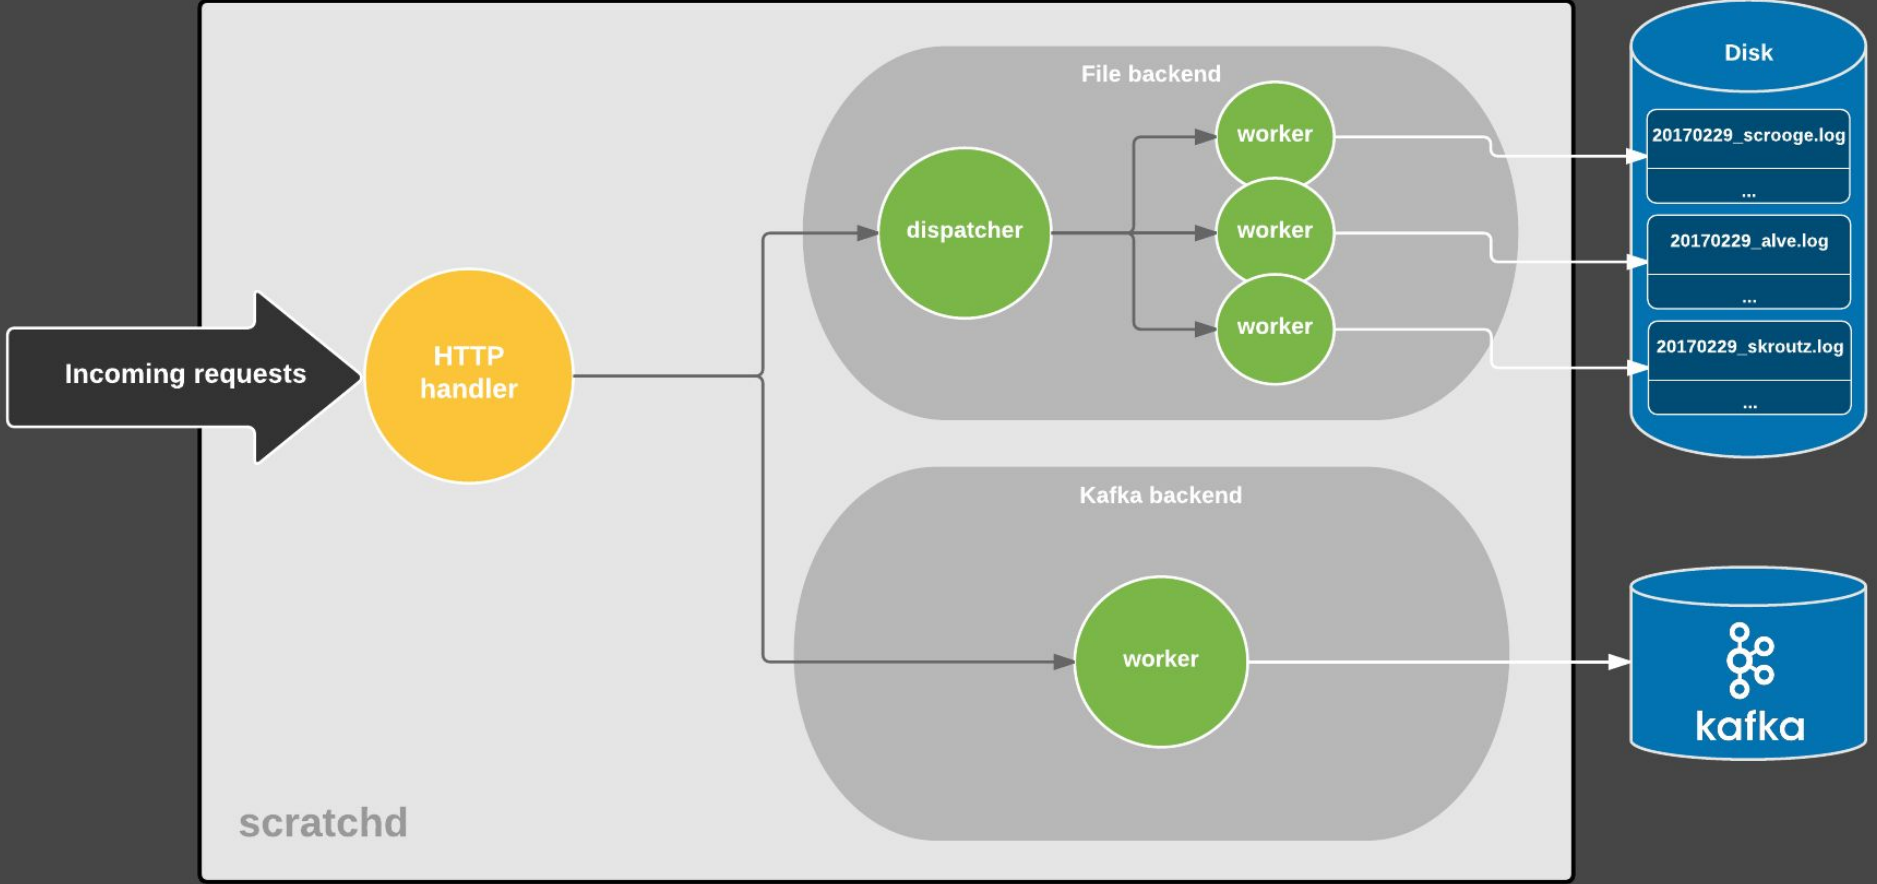 Incoming requests
HTTP
handler
scratchd
File backend
dispatcher
worker
worker
worker
Kafka backend
worker
Disk
20170229_scrooge.log
...
20170229_alve.log
...
20170229_skroutz.log
...
kafka